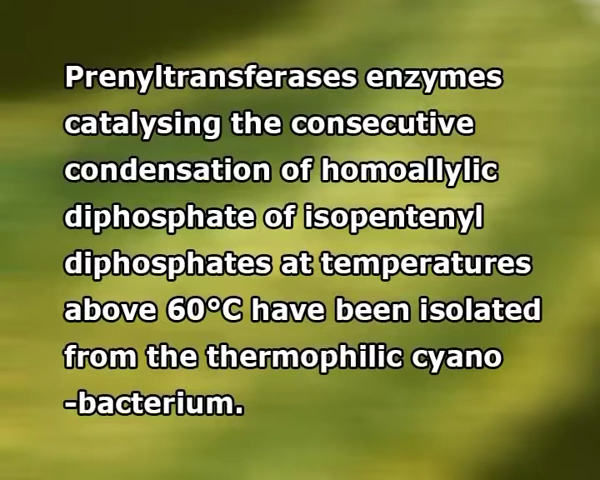 Prenyltransferases enzymes
catalysing the consecutive
condensation of homoallylic
diphosphate of isopentenyl
diphosphates at temperatures
above 60°C have been isolated
from the thermophilic cyano
-bacterium.